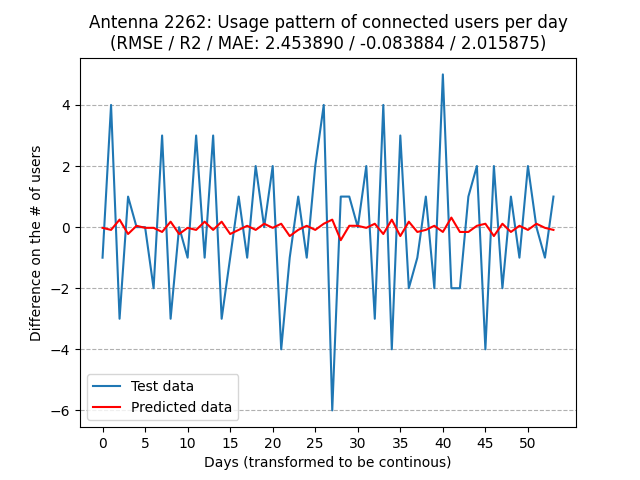 Antenna 2262: Usage pattern of connected users per day
(RMSE / R2 / MAE: 2.453890 / -0.083884 / 2.015875)
Difference on the # of users
4
2
0
−2
−4
−6
Test data
Predicted data
0 5 10 15 20 25 30 35 40 45 50
Days (transformed to be continous)